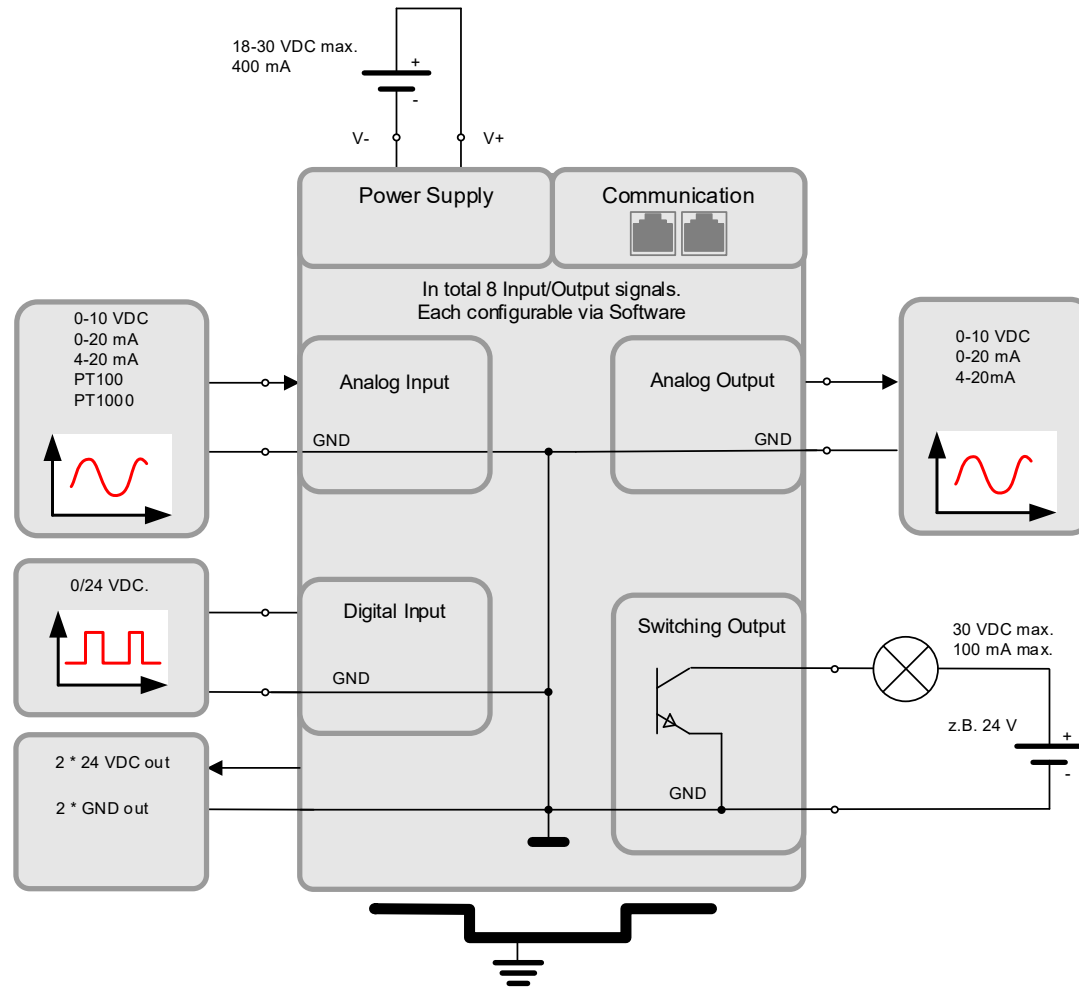 18-30 VDC max.
400 mA
+
-
V-
V+
Power Supply
Communication
In total 8 Input/Output signals.
Each configurable via Software
0-10 VDC
0-20 mA
4-20 mA
PT100
PT1000
Analog Input
GND
Analog Output
GND
0-10 VDC
0-20 mA
4-20mA
0/24 VDC.
Digital Input
GND
Switching Output
GND
30 VDC max.
100 mA max.
z.B. 24 V
+
-
2 * 24 VDC out
2 * GND out